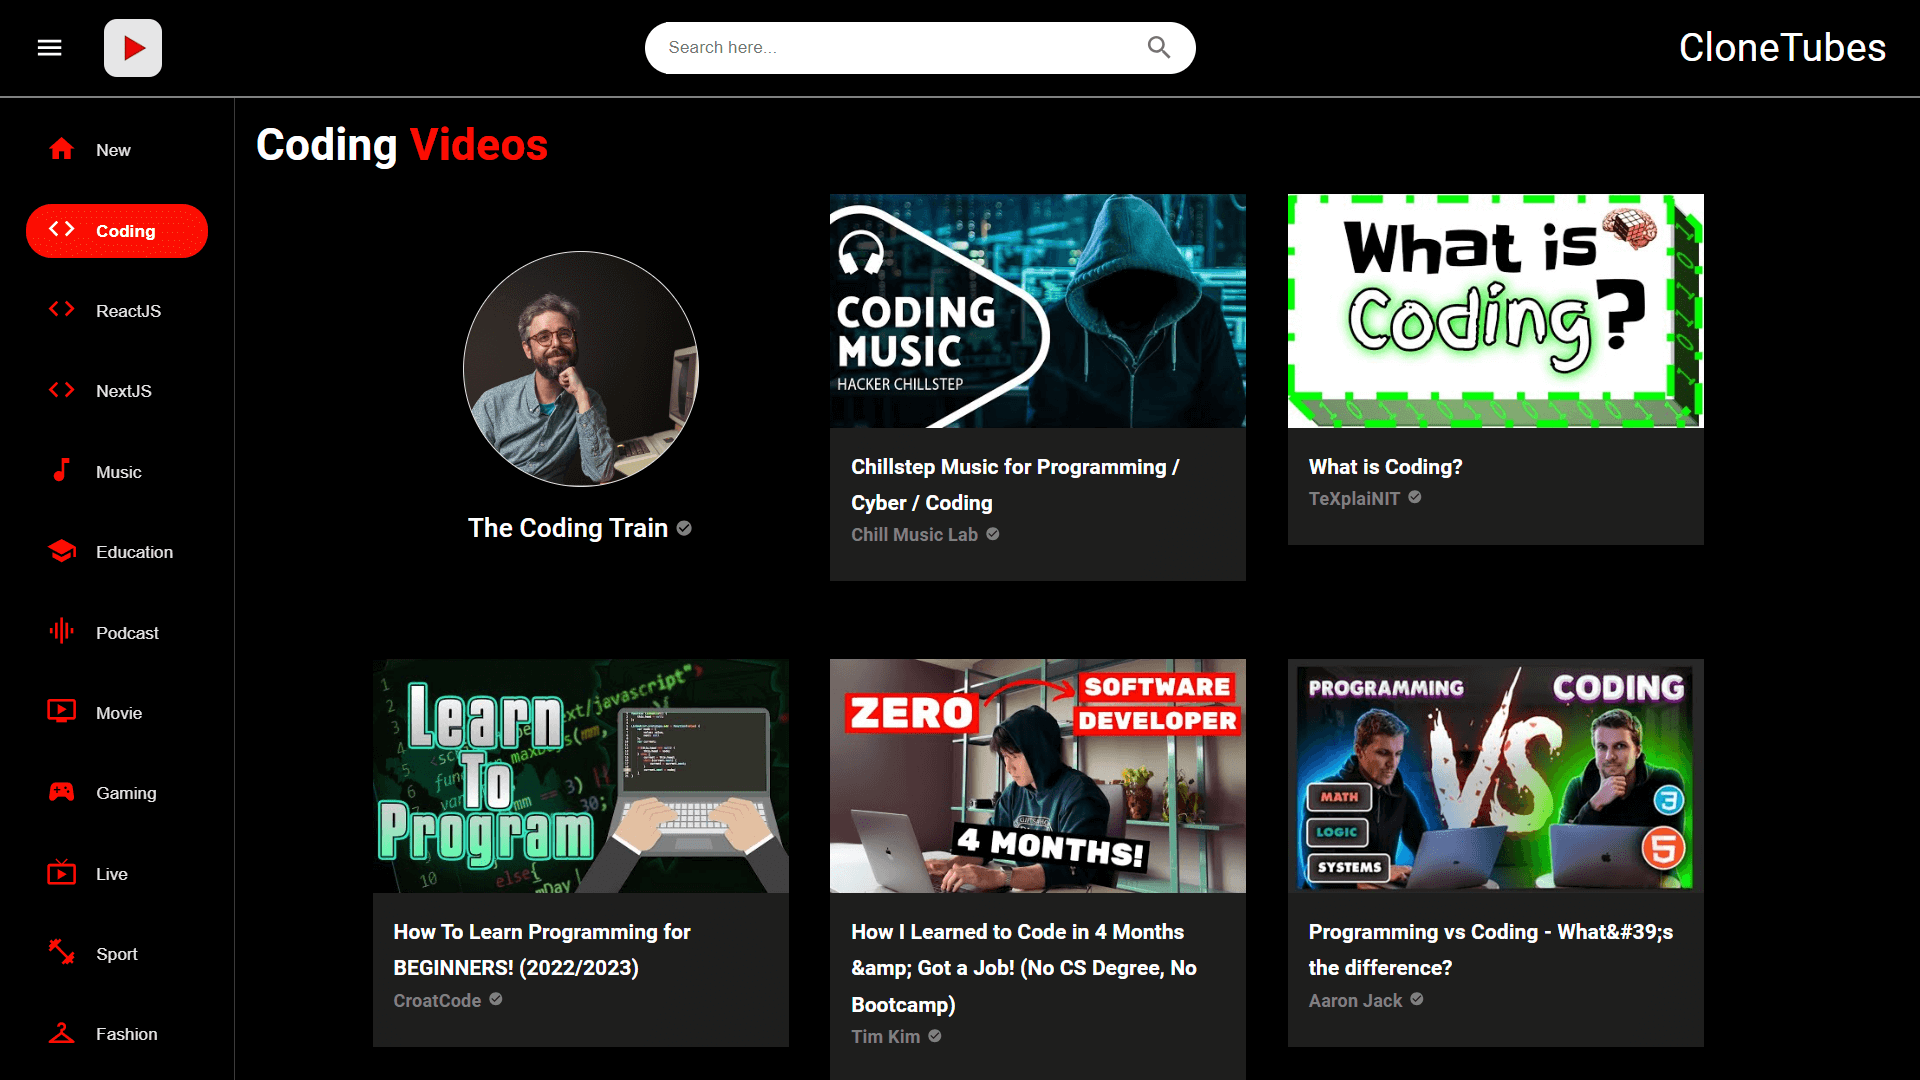 Search here...
CloneTubes
New
Coding
ReactJS
NextJS
Music
Education
Podcast
Movie
Gaming
Live
Sport
Fashion
Coding Videos
The Coding Train
CODING
MUSIC
HACKER CHILLSTEP
Chillstep Music for Programming /
Cyber / Coding
Chill Music Lab
What is
Coding?
What is Coding?
TeXplaiNIT
Learn
To
Program
How To Learn Programming for
BEGINNERS! (2022/2023)
CroatCode
ZERO
SOFTWARE
DEVELOPER
4 MONTHS!
How I Learned to Code in 4 Months
&amp; Got a Job! (No CS Degree, No
Bootcamp)
Tim Kim
PROGRAMMING
VS
CODING
MATH
LOGIC
SYSTEMS
3
5
Programming vs Coding - What&#39;s
the difference?
Aaron Jack